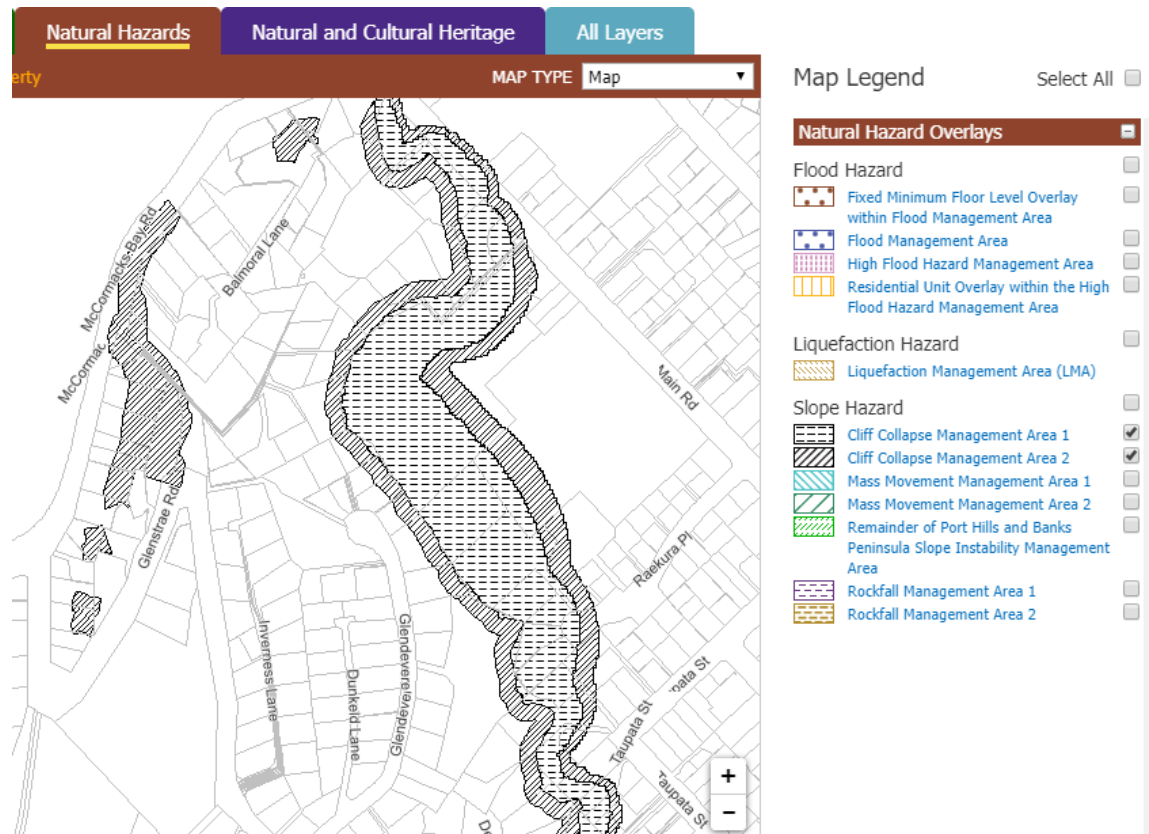 Natural Hazards
Natural and Cultural Heritage
All Layers
erty
MAP TYPE
Map
Map Legend
Select All
Natural Hazard Overlays
Flood Hazard
Fixed Minimum Floor Level Overlay
within Flood Management Area
Flood Management Area
High Flood Hazard Management Area
Residential Unit Overlay within the High
Flood Hazard Management Area
Liquefaction Hazard
Liquefaction Management Area (LMA)
Slope Hazard
Cliff Collapse Management Area 1
Cliff Collapse Management Area 2
Mass Movement Management Area 1
Mass Movement Management Area 2
Remainder of Port Hills and Banks
Peninsula Slope Instability Management
Area
Rockfall Management Area 1
Rockfall Management Area 2
McCormacks Bay Rd
Balmoral Lane
McCormac
Main Rd
Glenstrae Rd
Raekura Pl
Inverness Lane
Dunkeld Lane
pata St
Taupata St
Taupata St
+
−